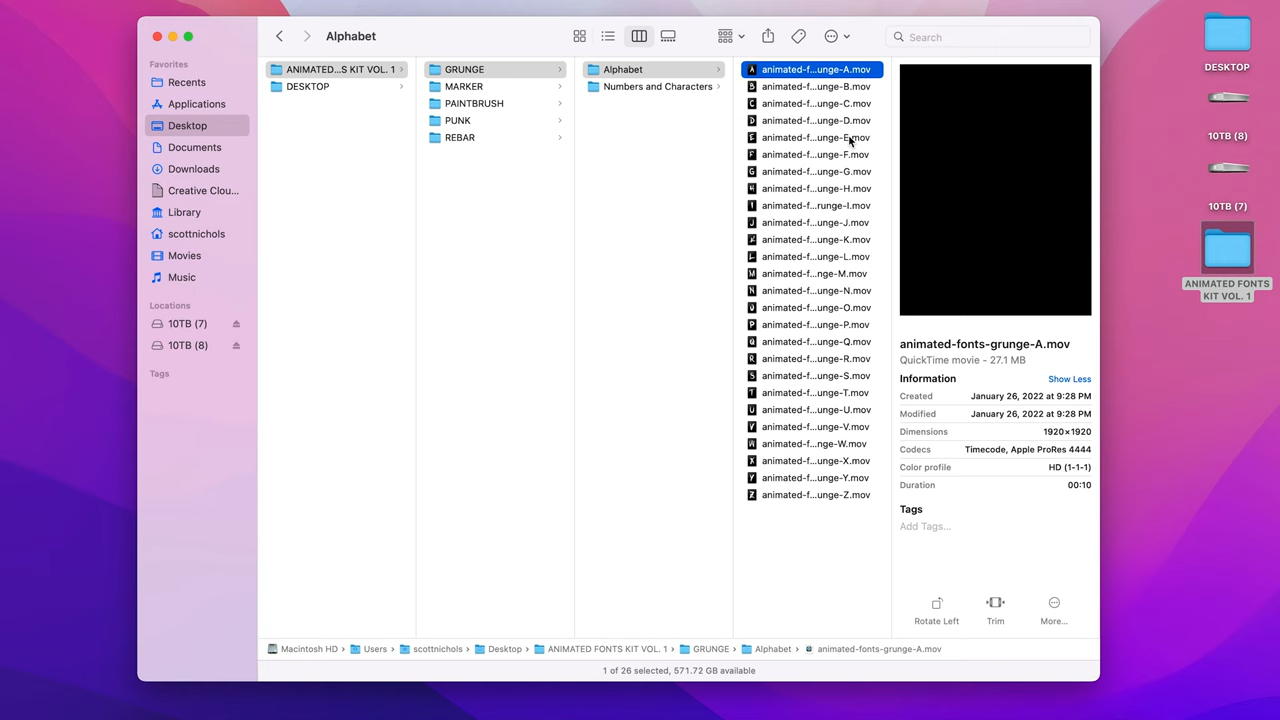 Alphabet
Search
Favorites
Recents
Applications
Desktop
Documents
Downloads
Creative Clou...
Library
scottnichols
Movies
Music
Locations
10TB (7)
10TB (8)
Tags
ANIMATED...S KIT VOL. 1
DESKTOP
GRUNGE
MARKER
PAINTBRUSH
PUNK
REBAR
Alphabet
Numbers and Characters
animated-f...unge-A.mov
animated-f...unge-B.mov
animated-f...unge-C.mov
animated-f...unge-D.mov
animated-f...unge-E.mov
animated-f...unge-F.mov
animated-f...unge-G.mov
animated-f...unge-H.mov
animated-f...runge-I.mov
animated-f...unge-J.mov
animated-f...unge-K.mov
animated-f...unge-L.mov
animated-f...nge-M.mov
animated-f...unge-N.mov
animated-f...unge-O.mov
animated-f...unge-P.mov
animated-f...unge-Q.mov
animated-f...unge-R.mov
animated-f...unge-S.mov
animated-f...unge-T.mov
animated-f...unge-U.mov
animated-f...unge-V.mov
animated-f...nge-W.mov
animated-f...unge-X.mov
animated-f...unge-Y.mov
animated-f...unge-Z.mov
animated-fonts-grunge-A.mov
QuickTime movie - 27.1 MB
Information Show Less
Created January 26, 2022 at 9:28 PM
Modified January 26, 2022 at 9:28 PM
Dimensions 1920×1920
Codecs Timecode, Apple ProRes 4444
Color profile HD (1-1-1)
Duration 00:10
Tags
Add Tags...
Rotate Left Trim More...
Macintosh HD › Users › scottnichols › Desktop › ANIMATED FONTS KIT VOL. 1 › GRUNGE › Alphabet › animated-fonts-grunge-A.mov
1 of 26 selected, 571.72 GB available
DESKTOP
10TB (8)
10TB (7)
ANIMATED FONTS
KIT VOL. 1